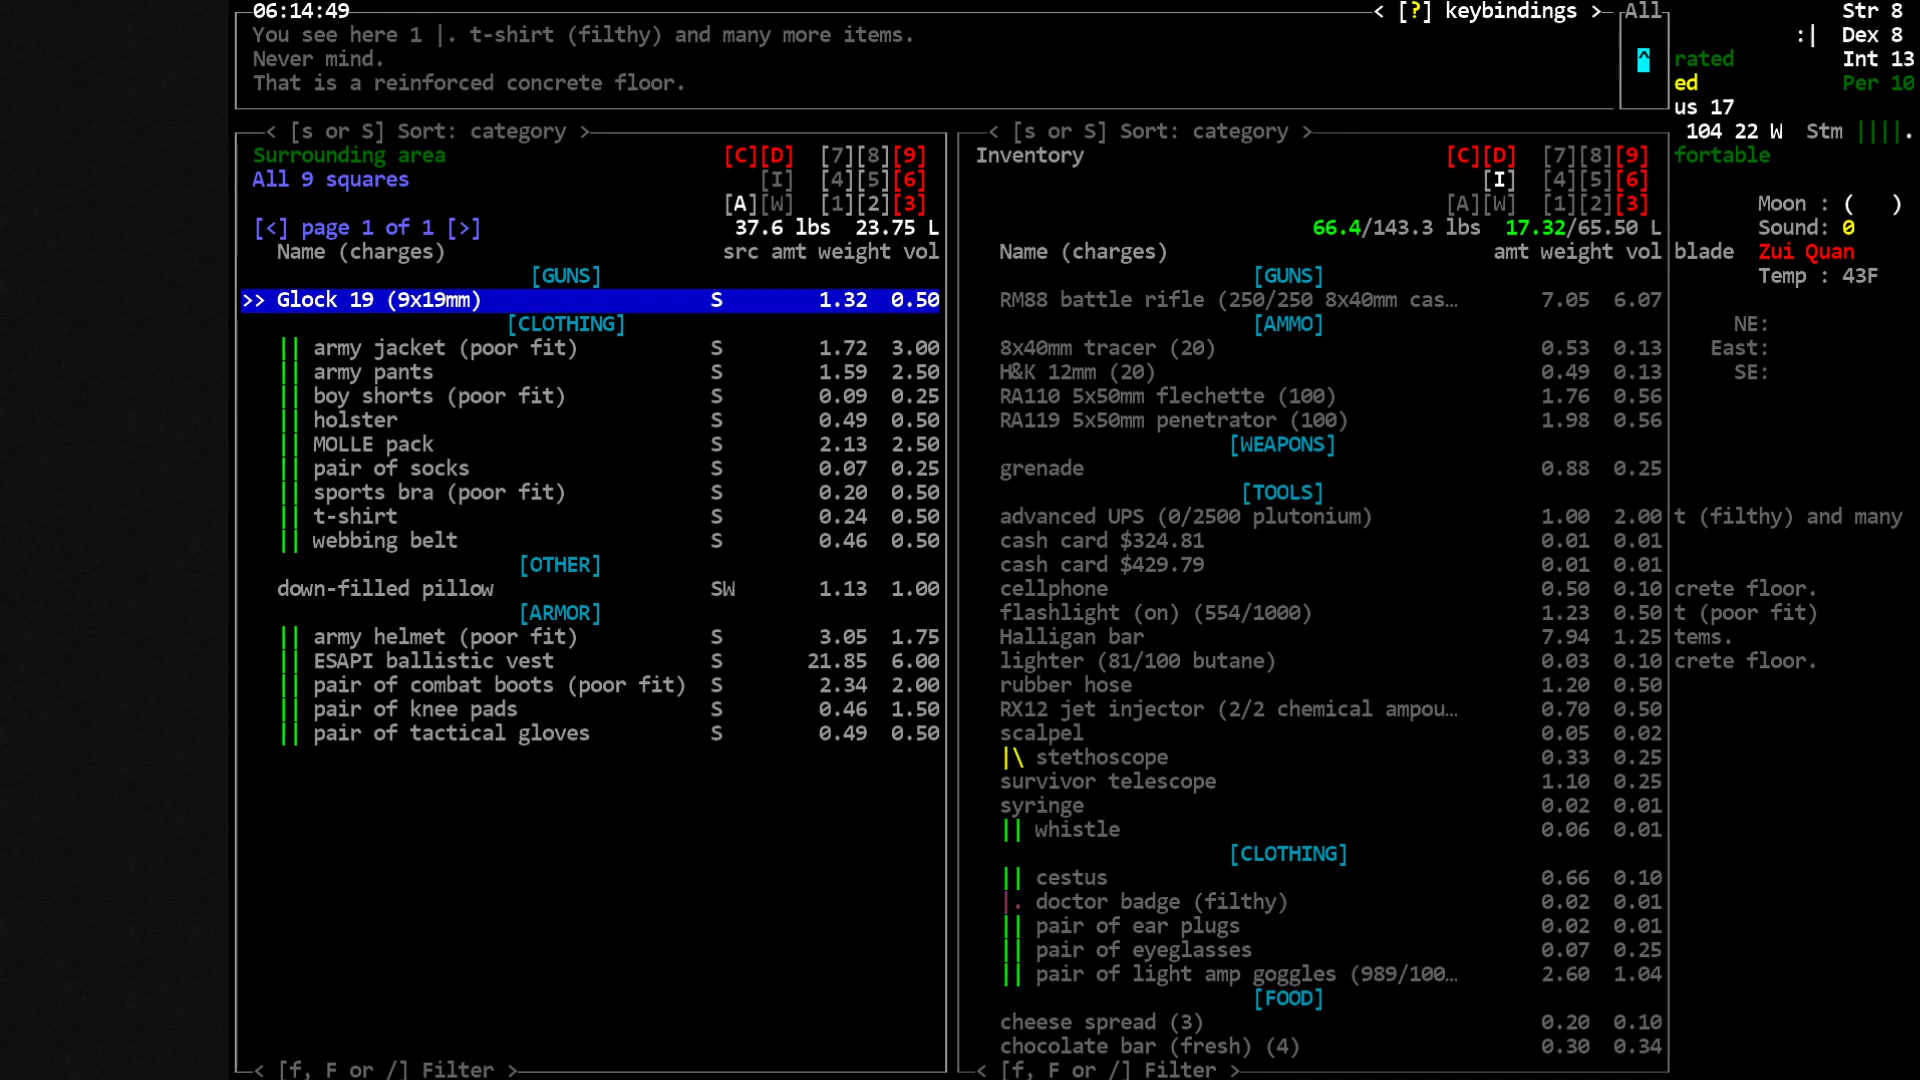 06:14:49 < [?] keybindings >
You see here 1 |. t-shirt (filthy) and many more items.
Never mind.
That is a reinforced concrete floor.
All
^
Str 8
:| Dex 8
rated Int 13
ed Per 10
us 17
104 22 W Stm ||||.
fortable
Moon : ( )
Sound: 0
blade Zui Quan
Temp : 43F
NE:
East:
SE:
t (filthy) and many
crete floor.
t (poor fit)
tems.
crete floor.
< [s or S] Sort: category >
Surrounding area [C][D] [7][8][9]
All 9 squares [I] [4][5][6]
[A][W] [1][2][3]
[<] page 1 of 1 [>] 37.6 lbs 23.75 L
Name (charges) src amt weight vol
[GUNS]
>> Glock 19 (9x19mm) S 1.32 0.50
[CLOTHING]
|| army jacket (poor fit) S 1.72 3.00
|| army pants S 1.59 2.50
|| boy shorts (poor fit) S 0.09 0.25
|| holster S 0.49 0.50
|| MOLLE pack S 2.13 2.50
|| pair of socks S 0.07 0.25
|| sports bra (poor fit) S 0.20 0.50
|| t-shirt S 0.24 0.50
|| webbing belt S 0.46 0.50
[OTHER]
down-filled pillow SW 1.13 1.00
[ARMOR]
|| army helmet (poor fit) S 3.05 1.75
|| ESAPI ballistic vest S 21.85 6.00
|| pair of combat boots (poor fit) S 2.34 2.00
|| pair of knee pads S 0.46 1.50
|| pair of tactical gloves S 0.49 0.50
< [f, F or /] Filter >
< [s or S] Sort: category >
Inventory [C][D] [7][8][9]
[I] [4][5][6]
[A][W] [1][2][3]
66.4/143.3 lbs 17.32/65.50 L
Name (charges) amt weight vol
[GUNS]
RM88 battle rifle (250/250 8x40mm cas… 7.05 6.07
[AMMO]
8x40mm tracer (20) 0.53 0.13
H&K 12mm (20) 0.49 0.13
RA110 5x50mm flechette (100) 1.76 0.56
RA119 5x50mm penetrator (100) 1.98 0.56
[WEAPONS]
grenade 0.88 0.25
[TOOLS]
advanced UPS (0/2500 plutonium) 1.00 2.00
cash card $324.81 0.01 0.01
cash card $429.79 0.01 0.01
cellphone 0.50 0.10
flashlight (on) (554/1000) 1.23 0.50
Halligan bar 7.94 1.25
lighter (81/100 butane) 0.03 0.10
rubber hose 1.20 0.50
RX12 jet injector (2/2 chemical ampou… 0.70 0.50
scalpel 0.05 0.02
|\ stethoscope 0.33 0.25
survivor telescope 1.10 0.25
syringe 0.02 0.01
|| whistle 0.06 0.01
[CLOTHING]
|| cestus 0.66 0.10
|. doctor badge (filthy) 0.02 0.01
|| pair of ear plugs 0.02 0.01
|| pair of eyeglasses 0.07 0.25
|| pair of light amp goggles (989/100… 2.60 1.04
[FOOD]
cheese spread (3) 0.20 0.10
chocolate bar (fresh) (4) 0.30 0.34
< [f, F or /] Filter >